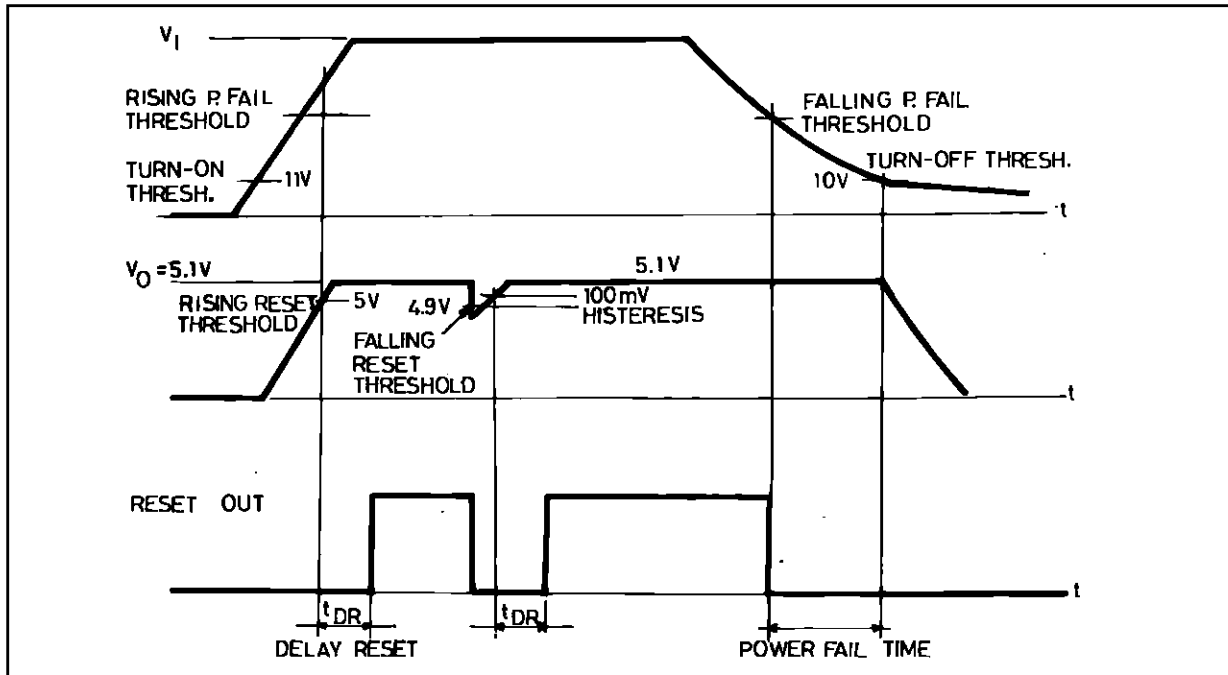 V_I
RISING P. FAIL
THRESHOLD
FALLING P. FAIL
THRESHOLD
TURN-ON
THRESH.
11V
10V
TURN-OFF THRESH.
t
V_O = 5.1V
5.1V
RISING RESET
THRESHOLD
5V
4.9V
100mV
HISTERESIS
FALLING
RESET
THRESHOLD
t
RESET OUT
t
t_DR
t_DR
DELAY RESET
POWER FAIL TIME